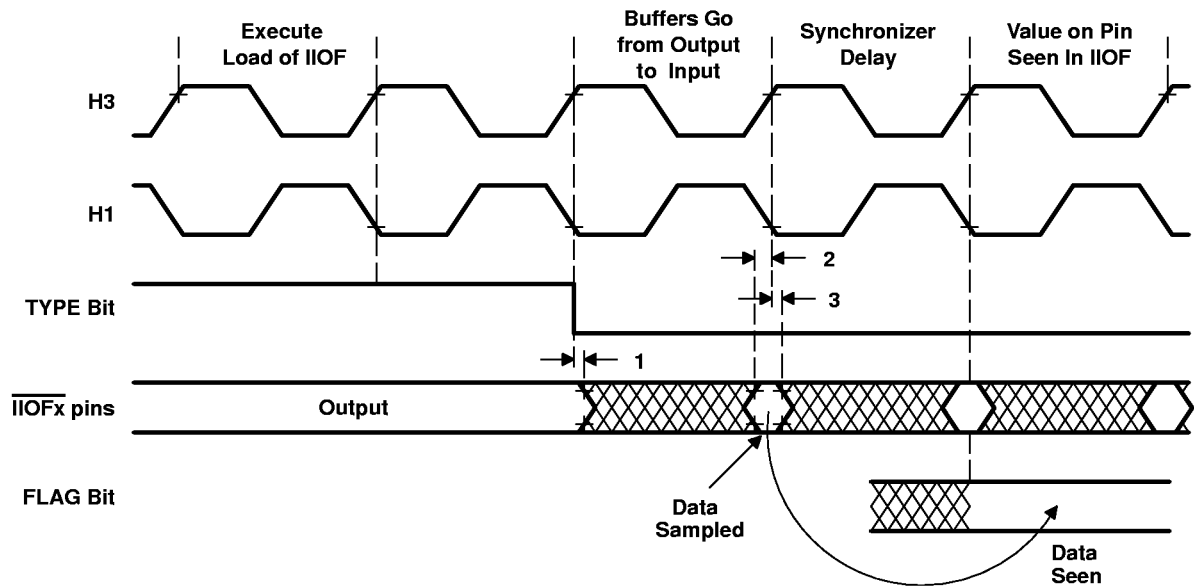 Execute
Load of IIOF
Buffers Go
from Output
to Input
Synchronizer
Delay
Value on Pin
Seen In IIOF
H3
H1
2
3
TYPE Bit
1
IIOFx pins
Output
FLAG Bit
Data
Sampled
Data
Seen